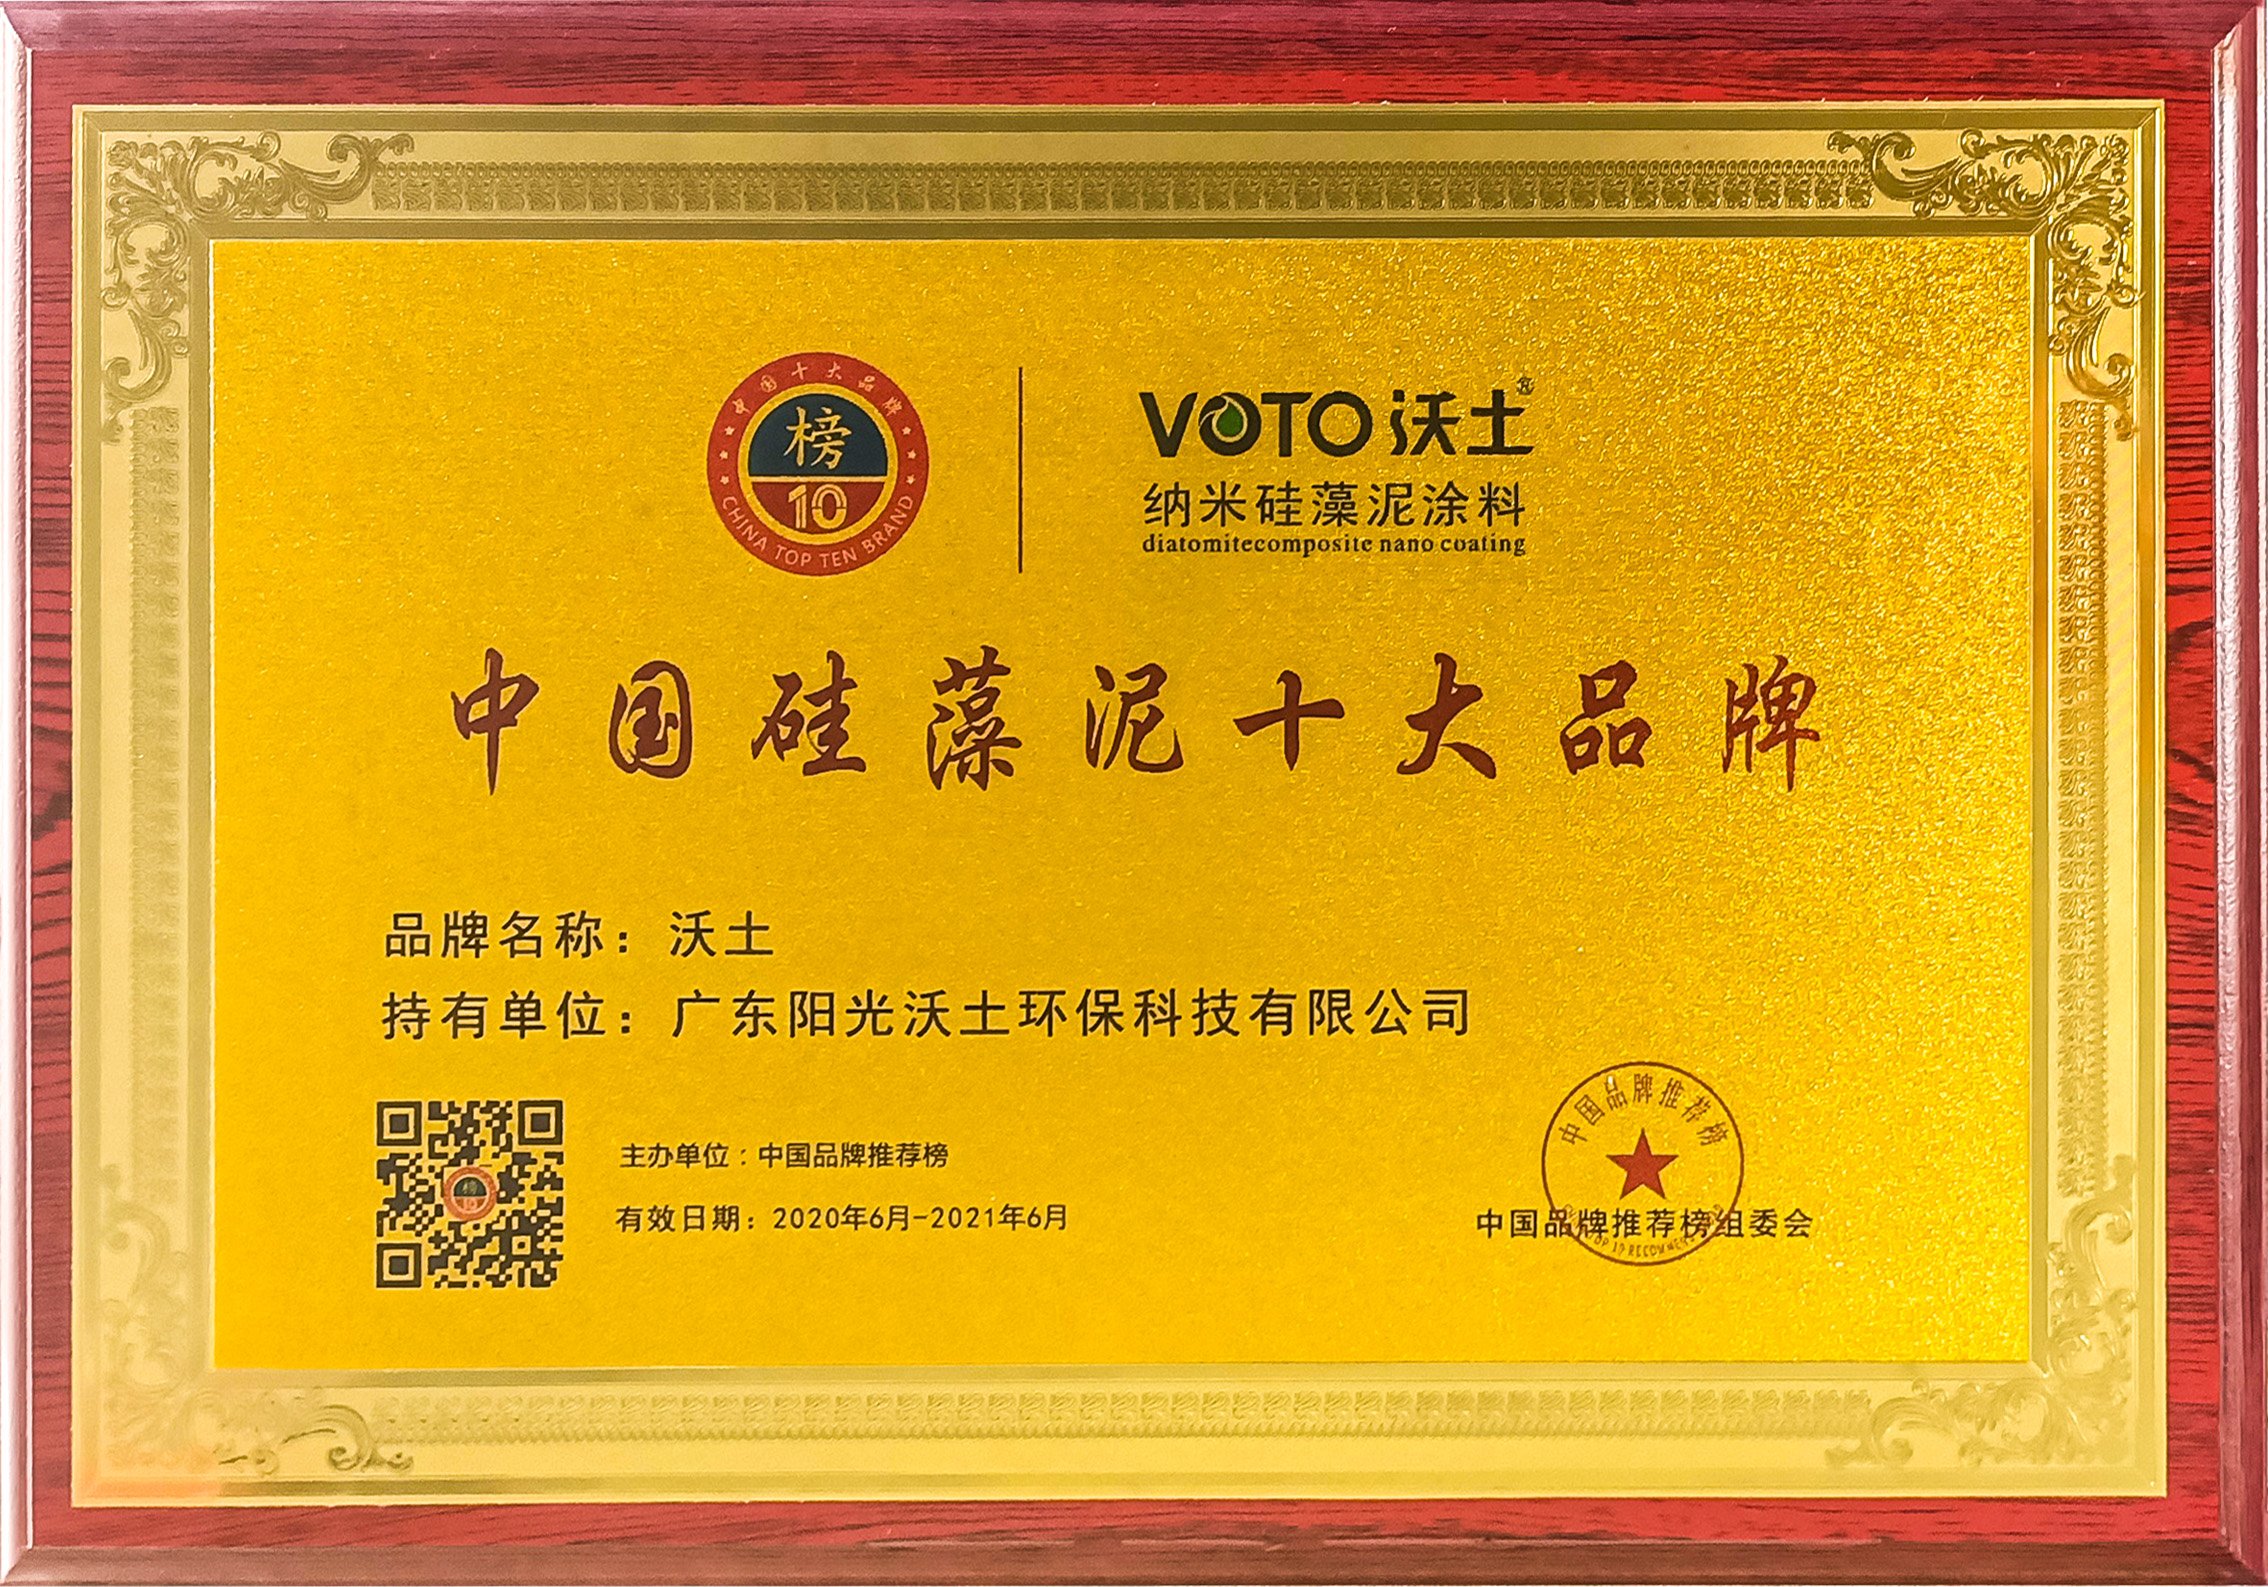 中国十大品牌
榜
10
CHINA TOP TEN BRAND
VOTO 沃土®
纳米硅藻泥涂料
diatomitecomposite nano coating
中国硅藻泥十大品牌
品牌名称：沃土
持有单位：广东阳光沃土环保科技有限公司
主办单位：中国品牌推荐榜
有效日期：2020年6月-2021年6月
中国品牌推荐榜
中国品牌推荐榜组委会